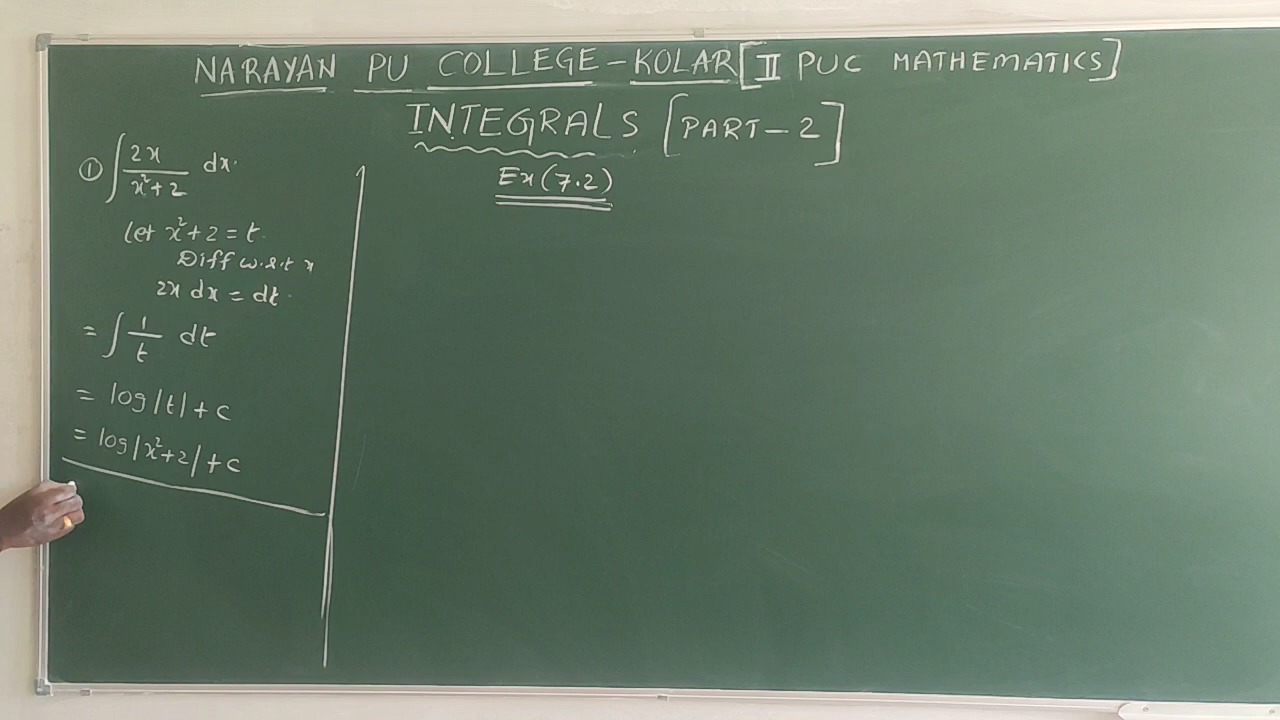 NARAYAN PU COLLEGE - KOLAR [II PUC MATHEMATICS]
INTEGRALS [PART - 2]
Ex (7.2)
① ∫ 2x / x²+2 dx.
Let x²+2 = t.
Diff w.r.t x
2x dx = dt.
= ∫ 1/t dt
= log|t| + c
= log|x²+2| + c